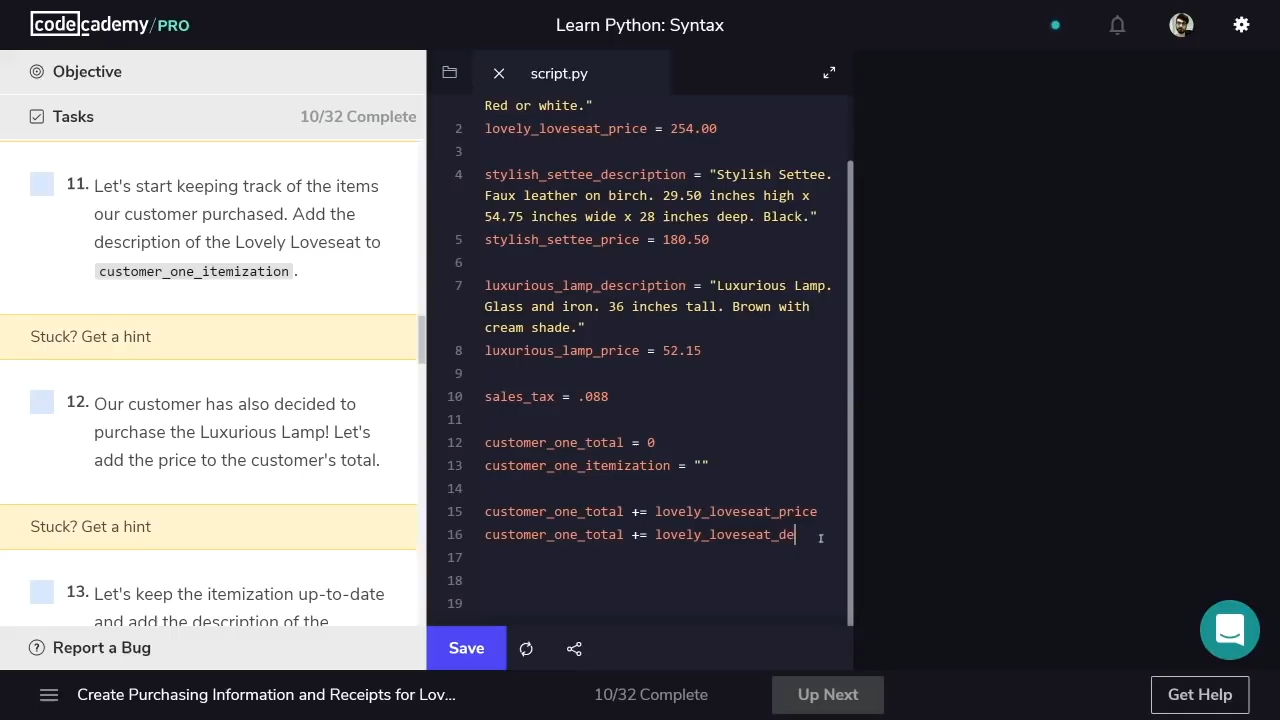 codecademy/PRO
Learn Python: Syntax
Objective
Tasks
10/32 Complete
11. Let's start keeping track of the items
our customer purchased. Add the
description of the Lovely Loveseat to
customer_one_itemization.
Stuck? Get a hint
12. Our customer has also decided to
purchase the Luxurious Lamp! Let's
add the price to the customer's total.
Stuck? Get a hint
13. Let's keep the itemization up-to-date
and add the description of the
Report a Bug
script.py
Red or white."
2 lovely_loveseat_price = 254.00
3
4 stylish_settee_description = "Stylish Settee.
Faux leather on birch. 29.50 inches high x
54.75 inches wide x 28 inches deep. Black."
5 stylish_settee_price = 180.50
6
7 luxurious_lamp_description = "Luxurious Lamp.
Glass and iron. 36 inches tall. Brown with
cream shade."
8 luxurious_lamp_price = 52.15
9
10 sales_tax = .088
11
12 customer_one_total = 0
13 customer_one_itemization = ""
14
15 customer_one_total += lovely_loveseat_price
16 customer_one_total += lovely_loveseat_de
17
18
19
Save
Create Purchasing Information and Receipts for Lov...
10/32 Complete
Up Next
Get Help